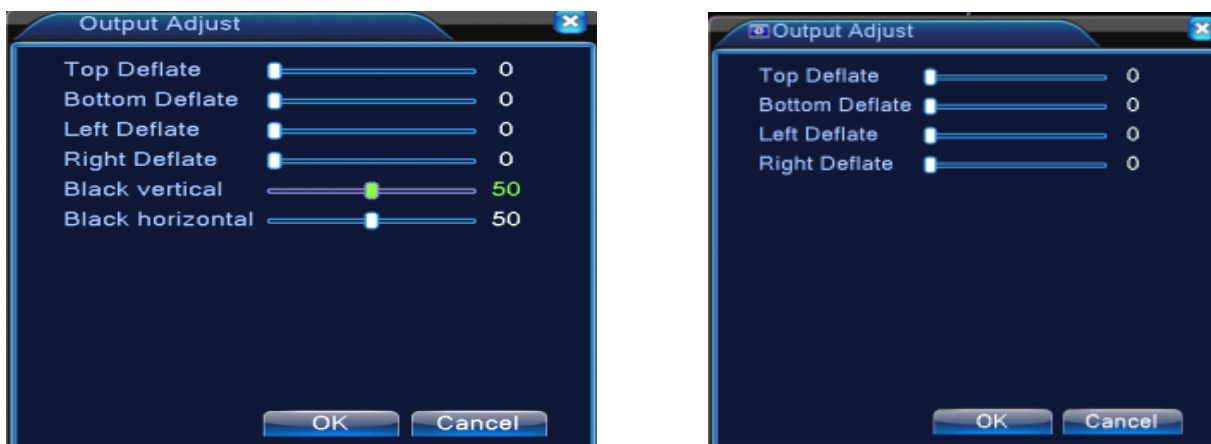 Output Adjust
Top Deflate 0
Bottom Deflate 0
Left Deflate 0
Right Deflate 0
Black vertical 50
Black horizontal 50
OK Cancel
Output Adjust
Top Deflate 0
Bottom Deflate 0
Left Deflate 0
Right Deflate 0
OK Cancel